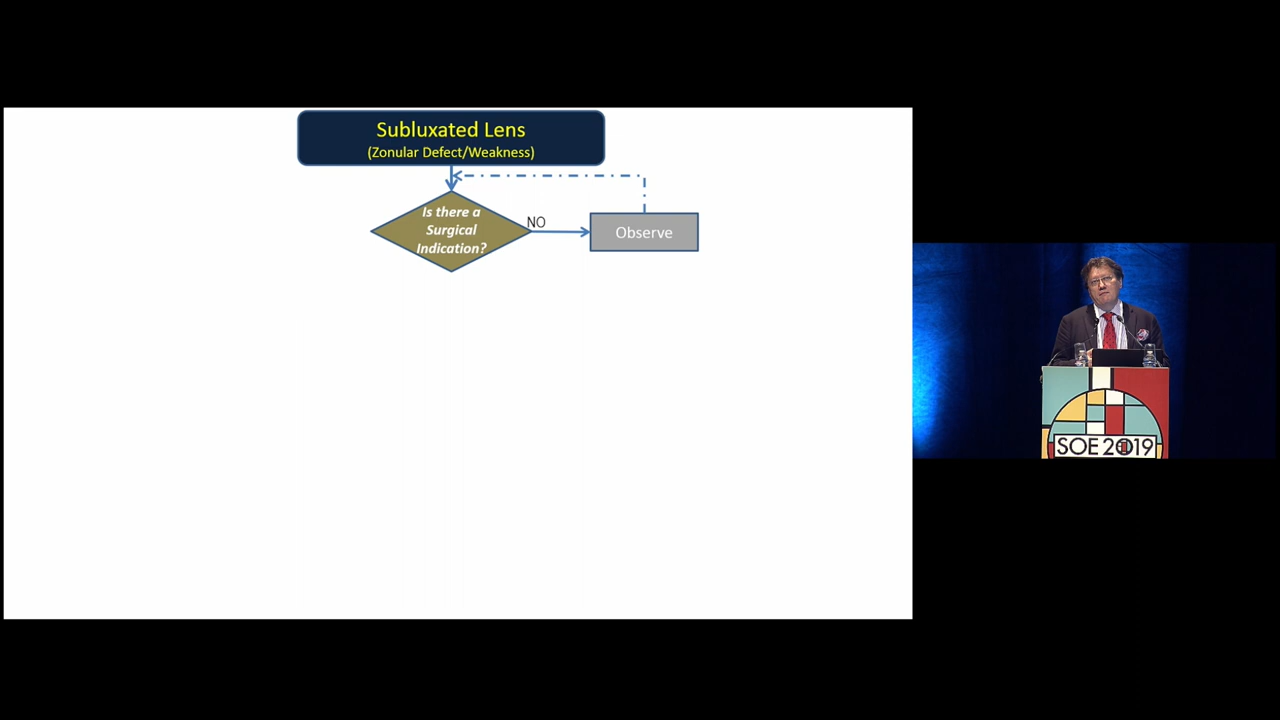 Subluxated Lens
(Zonular Defect/Weakness)
Is there a
Surgical
Indication?
NO
Observe
SOE 2019